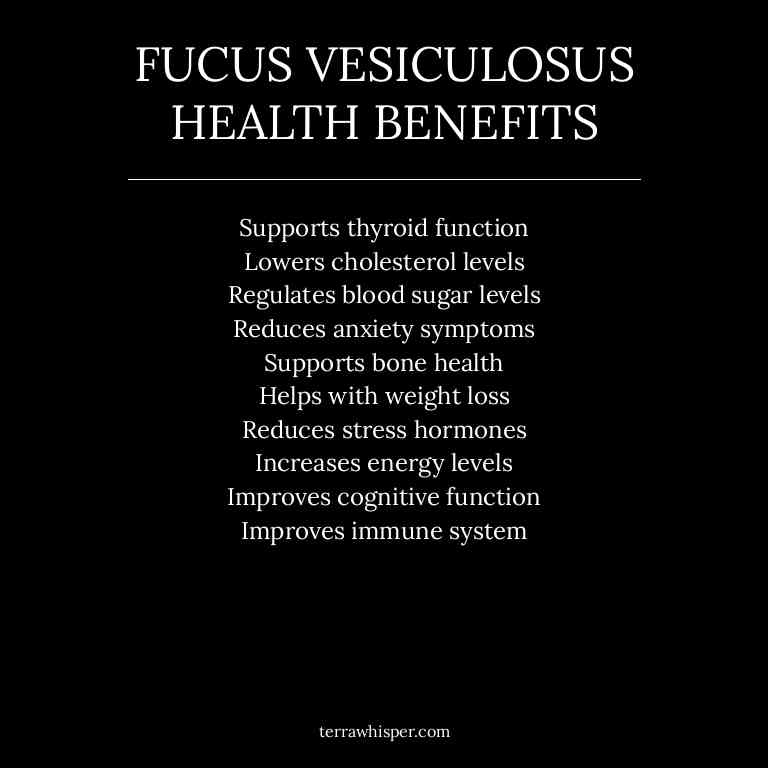 FUCUS VESICULOSUS
HEALTH BENEFITS
Supports thyroid function
Lowers cholesterol levels
Regulates blood sugar levels
Reduces anxiety symptoms
Supports bone health
Helps with weight loss
Reduces stress hormones
Increases energy levels
Improves cognitive function
Improves immune system
terrawhisper.com